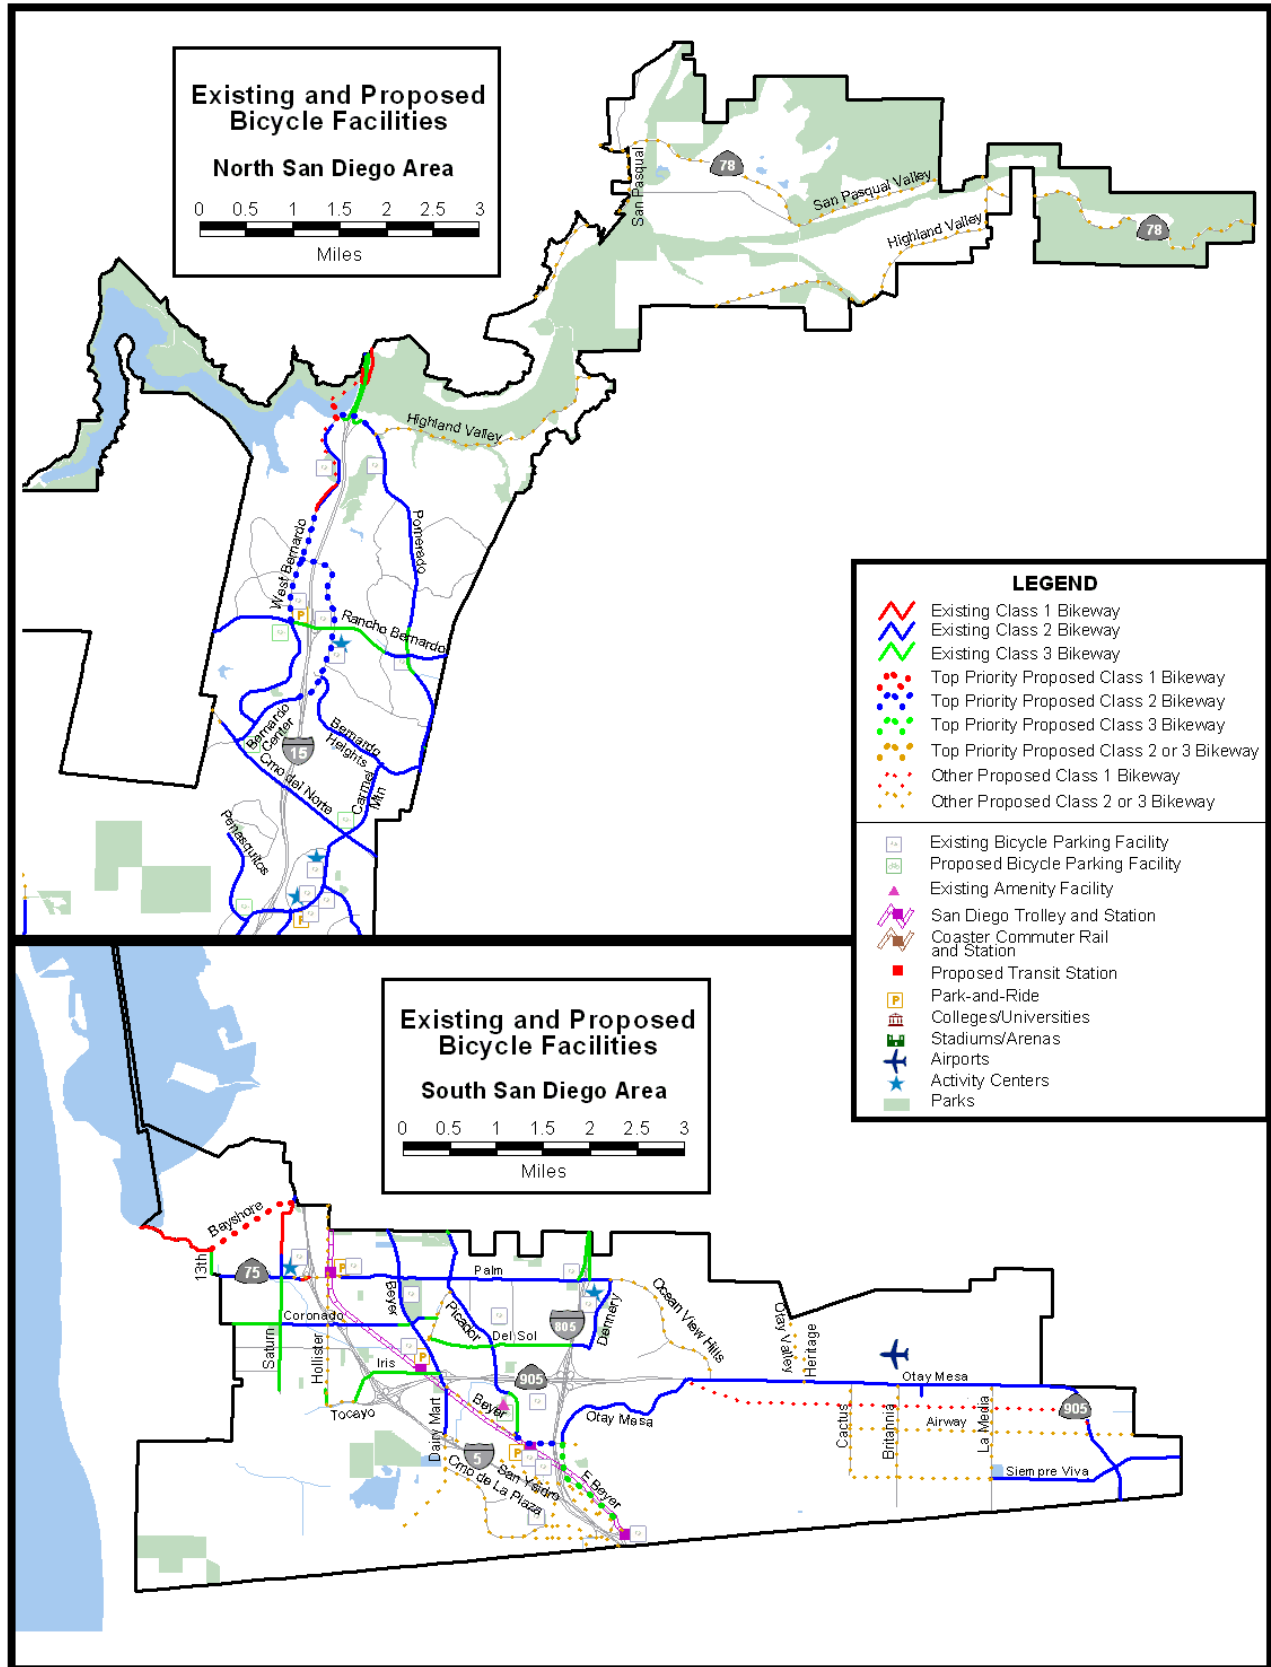 Existing and Proposed
Bicycle Facilities
North San Diego Area
0 0.5 1 1.5 2 2.5 3
Miles
San Pasqual
78
San Pasqual Valley
Highland Valley
78
Highland Valley
West Bernardo
Pomerado
P
Rancho Bernardo
Bernardo
Center
Bernardo
Heights
15
Cmo del Norte
Carmel
Mtn
Penasquitos
P
LEGEND
Existing Class 1 Bikeway
Existing Class 2 Bikeway
Existing Class 3 Bikeway
Top Priority Proposed Class 1 Bikeway
Top Priority Proposed Class 2 Bikeway
Top Priority Proposed Class 3 Bikeway
Top Priority Proposed Class 2 or 3 Bikeway
Other Proposed Class 1 Bikeway
Other Proposed Class 2 or 3 Bikeway
Existing Bicycle Parking Facility
Proposed Bicycle Parking Facility
Existing Amenity Facility
San Diego Trolley and Station
Coaster Commuter Rail
and Station
Proposed Transit Station
P Park-and-Ride
Colleges/Universities
Stadiums/Arenas
Airports
Activity Centers
Parks
Existing and Proposed
Bicycle Facilities
South San Diego Area
0 0.5 1 1.5 2 2.5 3
Miles
Bayshore
13th
75
P
Palm
Beyer
Picador
Coronado
Saturn
Hollister
Del Sol
805
Dennery
Ocean View Hills
Otay Valley
Heritage
Iris
P
905
Otay Mesa
Tocayo
Dairy Mart
Beyer
Otay Mesa
Cactus
Britannia
Airway
La Media
905
5
P
San Ysidro
Cmo de La Plaza
E Beyer
Siempre Viva